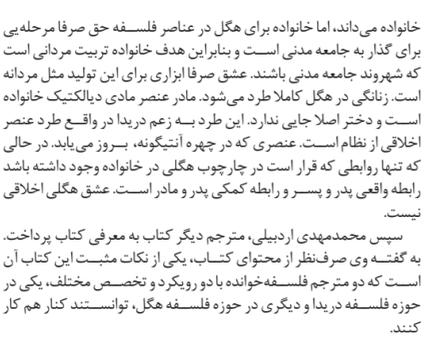 خانواده می‌داند، اما خانواده برای هگل در عناصر فلسفه حق صرفا مرحله‌یی
برای گذار به جامعه مدنی است و بنابراین هدف خانواده تربیت مردانی است
که شهروند جامعه مدنی باشند. عشق صرفا ابزاری برای این تولید مثل مردانه
است. زنانگی در هگل کاملا طرد می‌شود. مادر عنصر مادی دیالکتیک خانواده
است و دختر اصلا جایی ندارد. این طرد به زعم دریدا در واقع طرد عنصر
اخلاقی از نظام است. عنصری که در چهره آنتیگونه، بروز می‌یابد. در حالی
که تنها روابطی که قرار است در چارچوب هگلی در خانواده وجود داشته باشد
رابطه واقعی پدر و پسر و رابطه کمکی پدر و مادر است. عشق هگلی اخلاقی
نیست.
سپس محمدمهدی اردبیلی، مترجم دیگر کتاب به معرفی کتاب پرداخت.
به گفته وی صرف‌نظر از محتوای کتاب، یکی از نکات مثبت این کتاب آن
است که دو مترجم فلسفه‌خوانده با دو رویکرد و تخصص مختلف، یکی در
حوزه فلسفه دریدا و دیگری در حوزه فلسفه هگل، توانستند کنار هم کار
کنند.